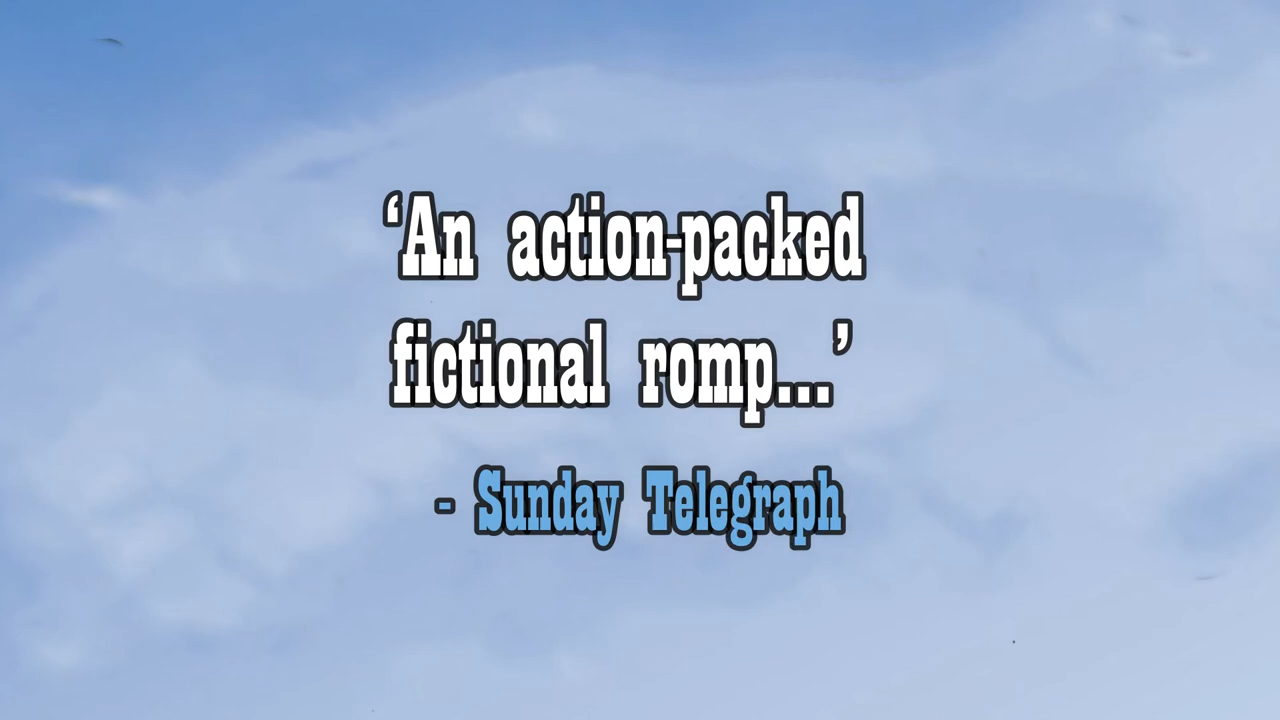 ‘An action-packed
fictional romp...’
- Sunday Telegraph